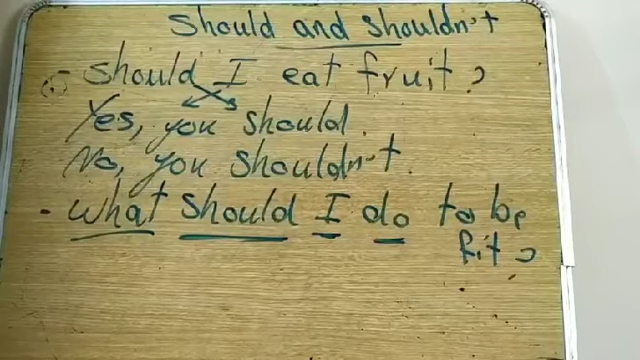 Should and shouldn't
Should I eat fruit?
Yes, you should.
No, you shouldn't.
- What should I do to be
fit?